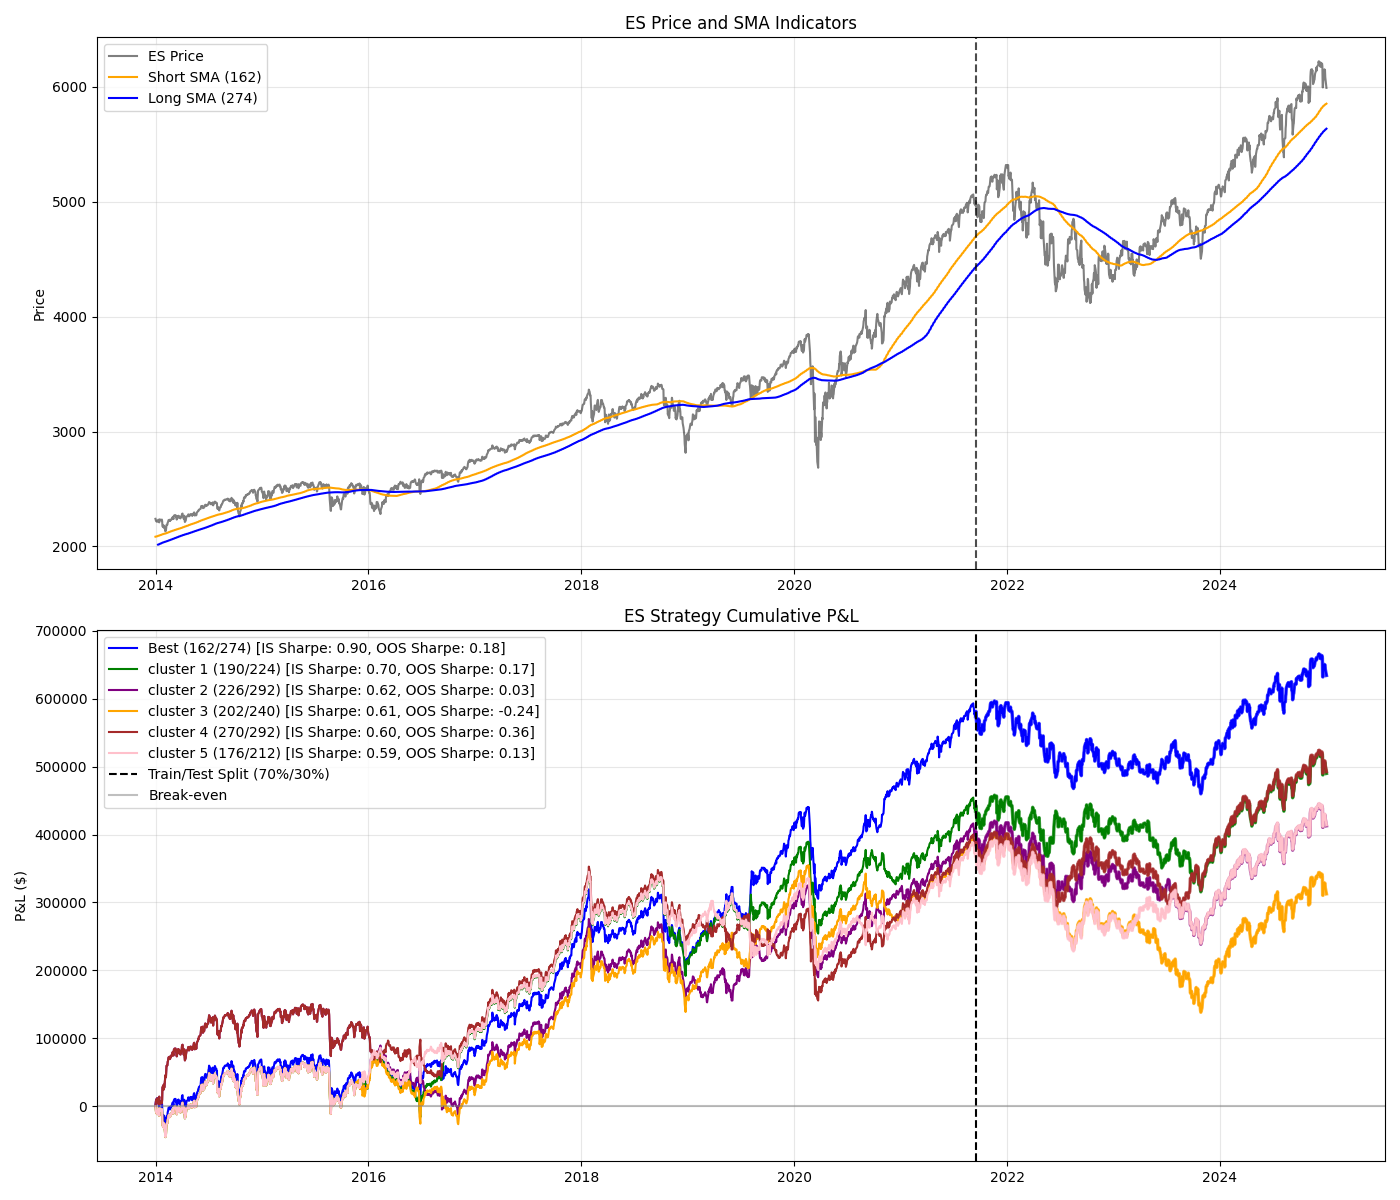 ES Price and SMA Indicators
ES Price
Short SMA (162)
Long SMA (274)
Price
6000
5000
4000
3000
2000
2014 2016 2018 2020 2022 2024
ES Strategy Cumulative P&L
Best (162/274) [IS Sharpe: 0.90, OOS Sharpe: 0.18]
cluster 1 (190/224) [IS Sharpe: 0.70, OOS Sharpe: 0.17]
cluster 2 (226/292) [IS Sharpe: 0.62, OOS Sharpe: 0.03]
cluster 3 (202/240) [IS Sharpe: 0.61, OOS Sharpe: -0.24]
cluster 4 (270/292) [IS Sharpe: 0.60, OOS Sharpe: 0.36]
cluster 5 (176/212) [IS Sharpe: 0.59, OOS Sharpe: 0.13]
Train/Test Split (70%/30%)
Break-even
P&L ($)
700000
600000
500000
400000
300000
200000
100000
0
2014 2016 2018 2020 2022 2024